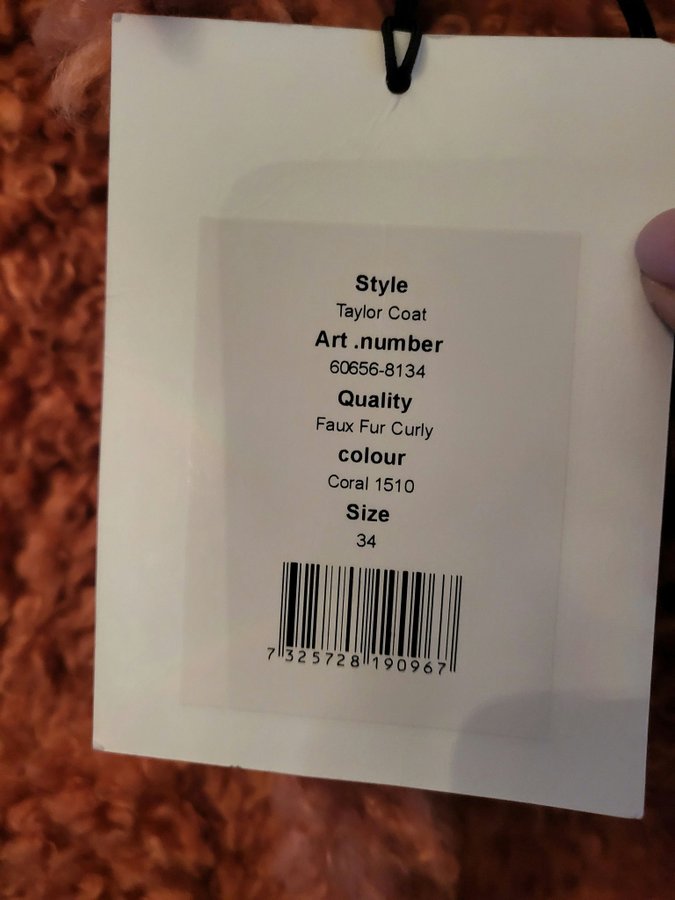 Style
Taylor Coat
Art .number
60656-8134
Quality
Faux Fur Curly
colour
Coral 1510
Size
34
7 325728 190967